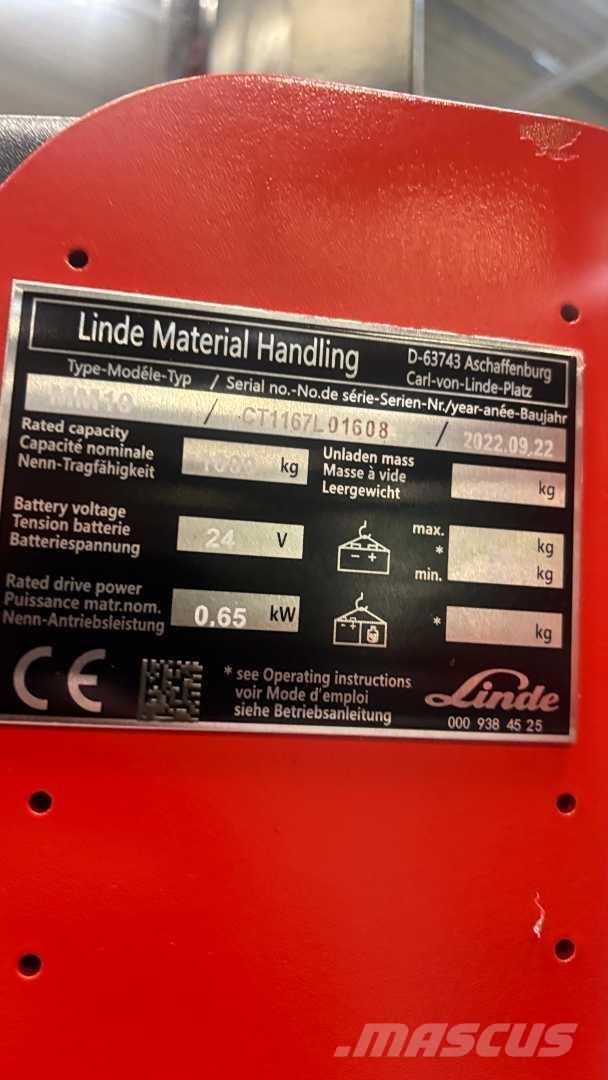 Linde Material Handling
D-63743 Aschaffenburg
Carl-von-Linde-Platz
Type-Modéle-Typ / Serial no.-No.de série-Serien-Nr./year-anée-Baujahr
MM10 / CT1167L01608 / 2022.09.22
Rated capacity
Capacité nominale
Nenn-Tragfähigkeit
kg
Unladen mass
Masse à vide
Leergewicht
kg
Battery voltage
Tension batterie
Batteriespannung
24 V
- +
max. kg
*
min. kg
Rated drive power
Puissance matr.nom.
Nenn-Antriebsleistung
0.65 kW
- +
* kg
CE
* see Operating instructions
voir Mode d'emploi
siehe Betriebsanleitung
Linde
000 938 45 25
MASCUS